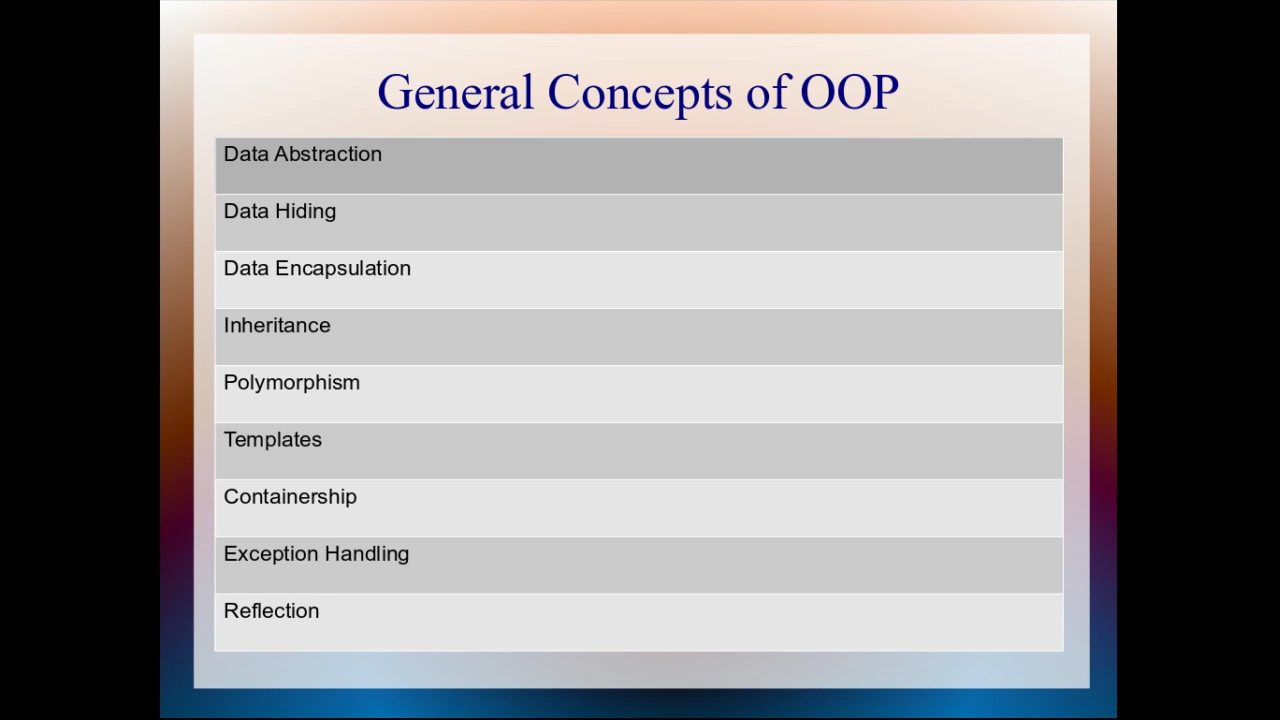 General Concepts of OOP
Data Abstraction
Data Hiding
Data Encapsulation
Inheritance
Polymorphism
Templates
Containership
Exception Handling
Reflection